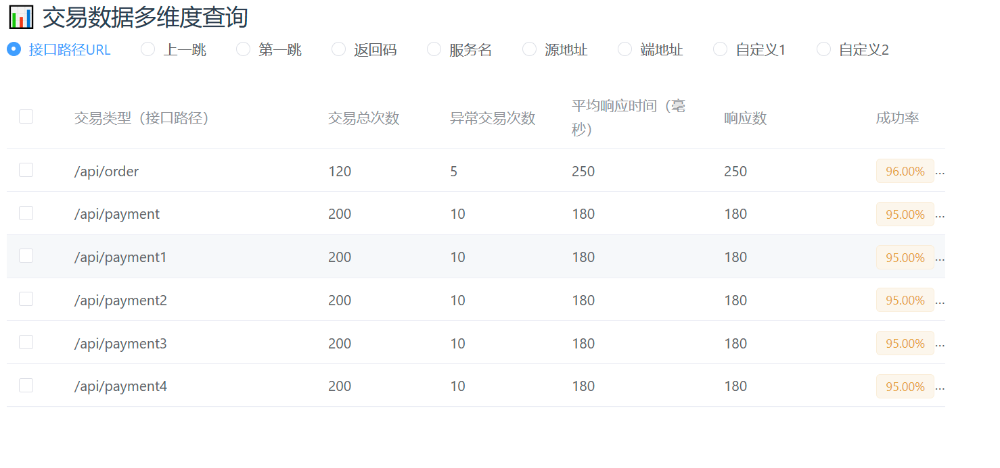 交易数据多维度查询
接口路径URL 上一跳 第一跳 返回码 服务名 源地址 端地址 自定义1 自定义2
交易类型（接口路径） 交易总次数 异常交易次数 平均响应时间（毫秒） 响应数 成功率
/api/order 120 5 250 250 96.00% ...
/api/payment 200 10 180 180 95.00% ...
/api/payment1 200 10 180 180 95.00% ...
/api/payment2 200 10 180 180 95.00% ...
/api/payment3 200 10 180 180 95.00% ...
/api/payment4 200 10 180 180 95.00% ...